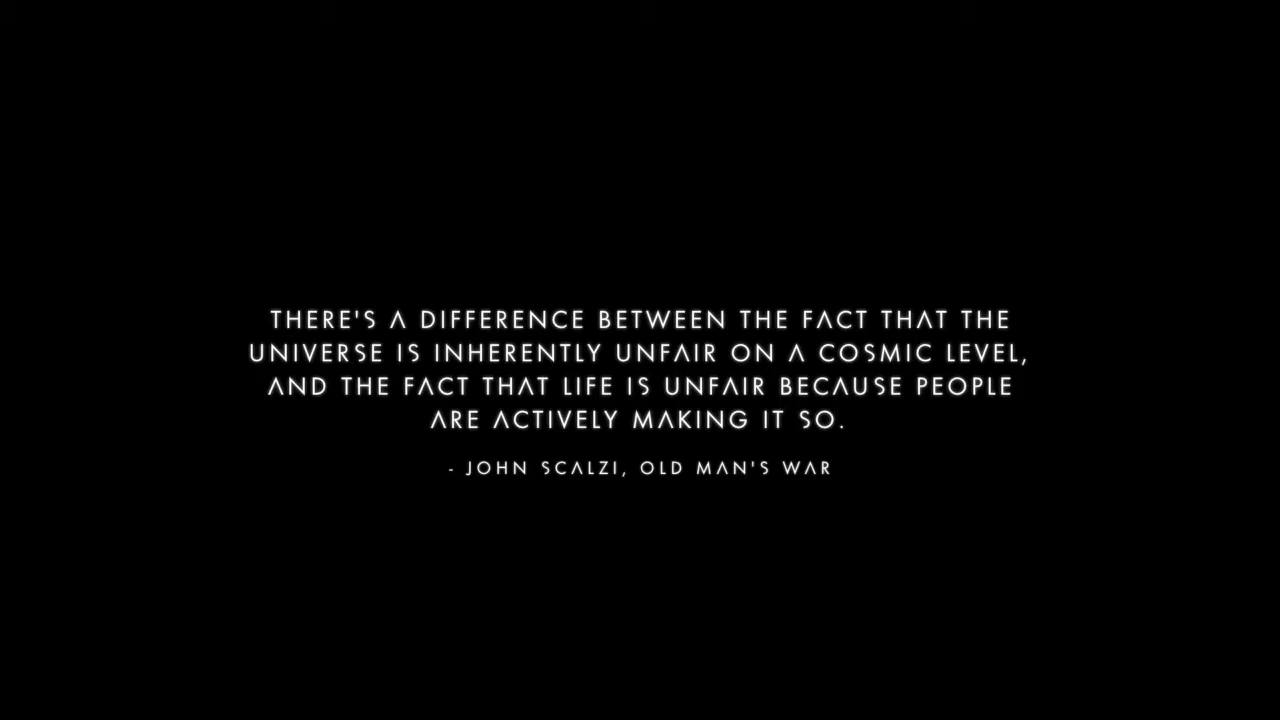 THERE'S A DIFFERENCE BETWEEN THE FACT THAT THE
UNIVERSE IS INHERENTLY UNFAIR ON A COSMIC LEVEL,
AND THE FACT THAT LIFE IS UNFAIR BECAUSE PEOPLE
ARE ACTIVELY MAKING IT SO.
- JOHN SCALZI, OLD MAN'S WAR